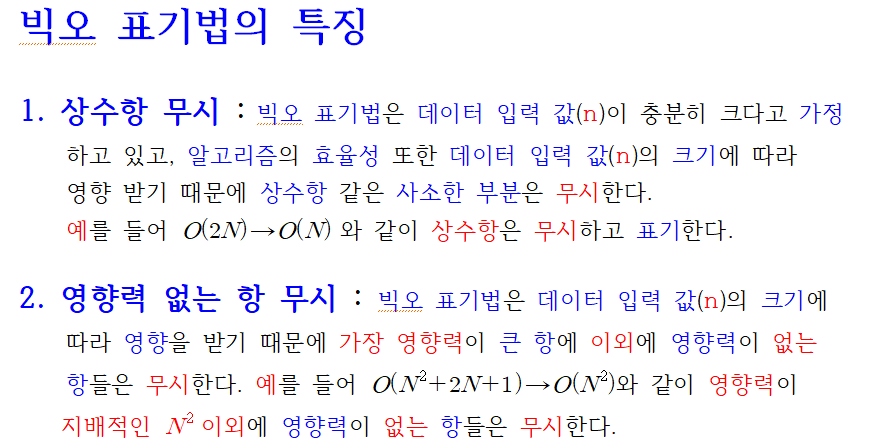 빅오 표기법의 특징
1. 상수항 무시 : 빅오 표기법은 데이터 입력 값(n)이 충분히 크다고 가정
하고 있고, 알고리즘의 효율성 또한 데이터 입력 값(n)의 크기에 따라
영향 받기 때문에 상수항 같은 사소한 부분은 무시한다.
예를 들어 O(2N)→O(N) 와 같이 상수항은 무시하고 표기한다.
2. 영향력 없는 항 무시 : 빅오 표기법은 데이터 입력 값(n)의 크기에
따라 영향을 받기 때문에 가장 영향력이 큰 항에 이외에 영향력이 없는
항들은 무시한다. 예를 들어 O(N²+2N+1)→O(N²)와 같이 영향력이
지배적인 N² 이외에 영향력이 없는 항들은 무시한다.